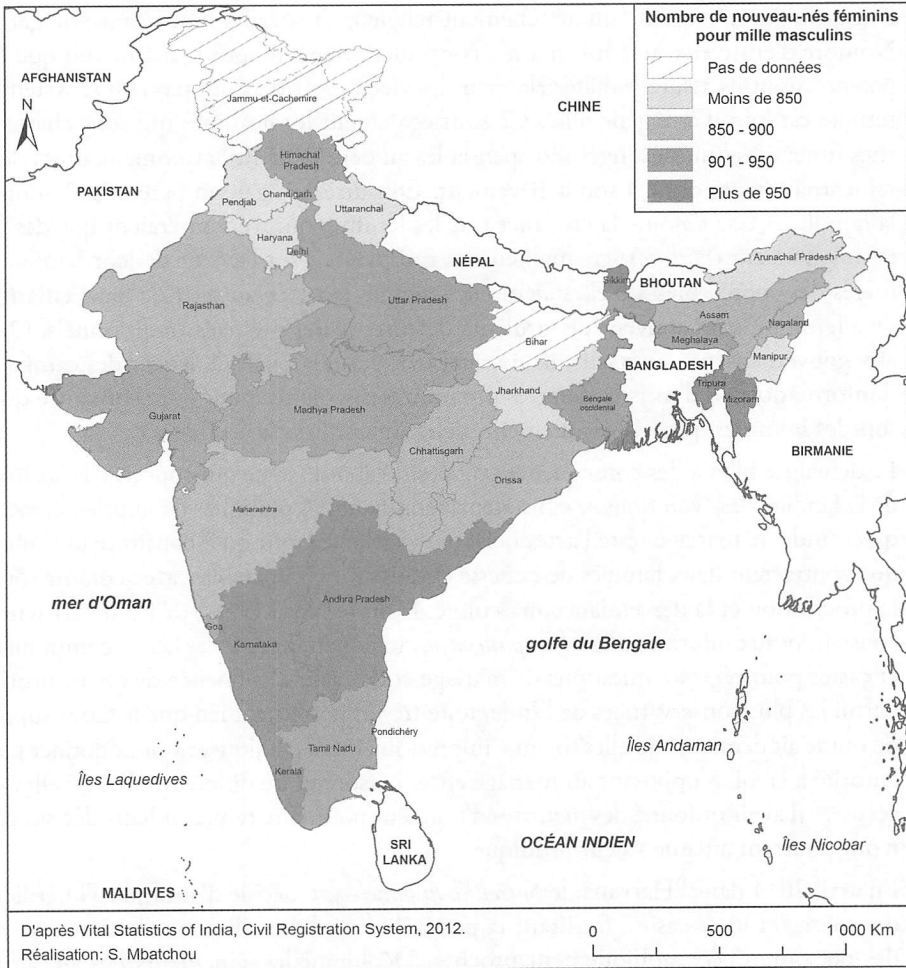 Nombre de nouveau-nés féminins
pour mille masculins
Pas de données
Moins de 850
850 - 900
901 - 950
Plus de 950
AFGHANISTAN
N
CHINE
Jammu-et-Cachemire
PAKISTAN
Himachal
Pradesh
Pendjab
Chandigarh
Uttaranchal
Haryana
Delhi
NÉPAL
Arunachal Pradesh
Sikkim
BHOUTAN
Rajasthan
Uttar Pradesh
Assam
Nagaland
Bihar
Meghalaya
BANGLADESH
Manipur
Jharkhand
Tripura
Mizoram
Gujarat
Madhya Pradesh
Bengale
occidental
BIRMANIE
Chhattisgarh
Orissa
Maharashtra
mer d'Oman
Andhra Pradesh
Goa
Karnataka
golfe du Bengale
Pondichéry
Tamil Nadu
Îles Andaman
Îles Laquedives
Kerala
SRI
LANKA
OCÉAN INDIEN
Îles Nicobar
MALDIVES
D'après Vital Statistics of India, Civil Registration System, 2012.
Réalisation: S. Mbatchou
0 500 1 000 Km